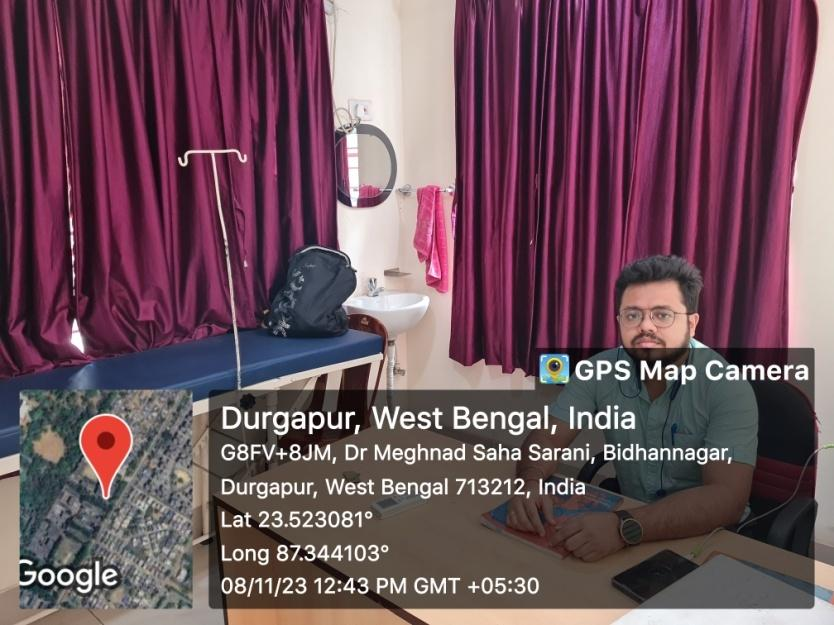 GPS Map Camera
Durgapur, West Bengal, India
G8FV+8JM, Dr Meghnad Saha Sarani, Bidhannagar,
Durgapur, West Bengal 713212, India
Lat 23.523081°
Long 87.344103°
08/11/23 12:43 PM GMT +05:30
Google